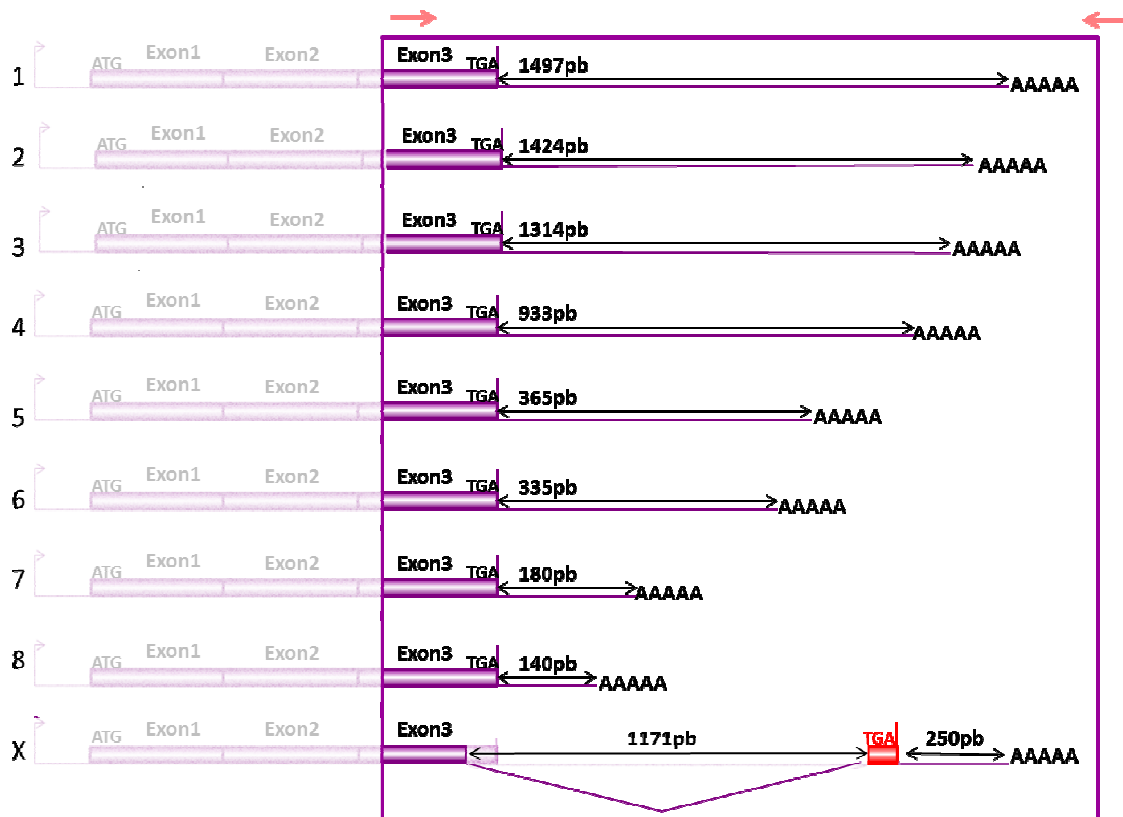 Exon1 Exon2 Exon3
1 ATG TGA 1497pb AAAAA
Exon1 Exon2 Exon3
2 ATG TGA 1424pb AAAAA
Exon1 Exon2 Exon3
3 ATG TGA 1314pb AAAAA
Exon1 Exon2 Exon3
4 ATG TGA 933pb AAAAA
Exon1 Exon2 Exon3
5 ATG TGA 365pb AAAAA
Exon1 Exon2 Exon3
6 ATG TGA 335pb AAAAA
Exon1 Exon2 Exon3
7 ATG TGA 180pb AAAAA
Exon1 Exon2 Exon3
8 ATG TGA 140pb AAAAA
Exon1 Exon2 Exon3
X ATG 1171pb TGA 250pb AAAAA